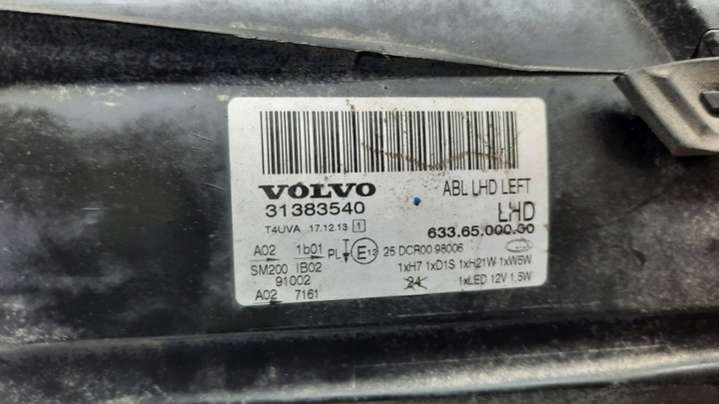 VOLVO
31383540
ABL LHD LEFT
LHD
T4UVA 17.12.13 1
633.65.000.00
A02 1b01 PL E12 25 DCR00 98006
SM200 IB02
1xH7 1xD1S 1xH21W 1xW5W
91002
24
1xLED 12V 1,5W
A02 7161